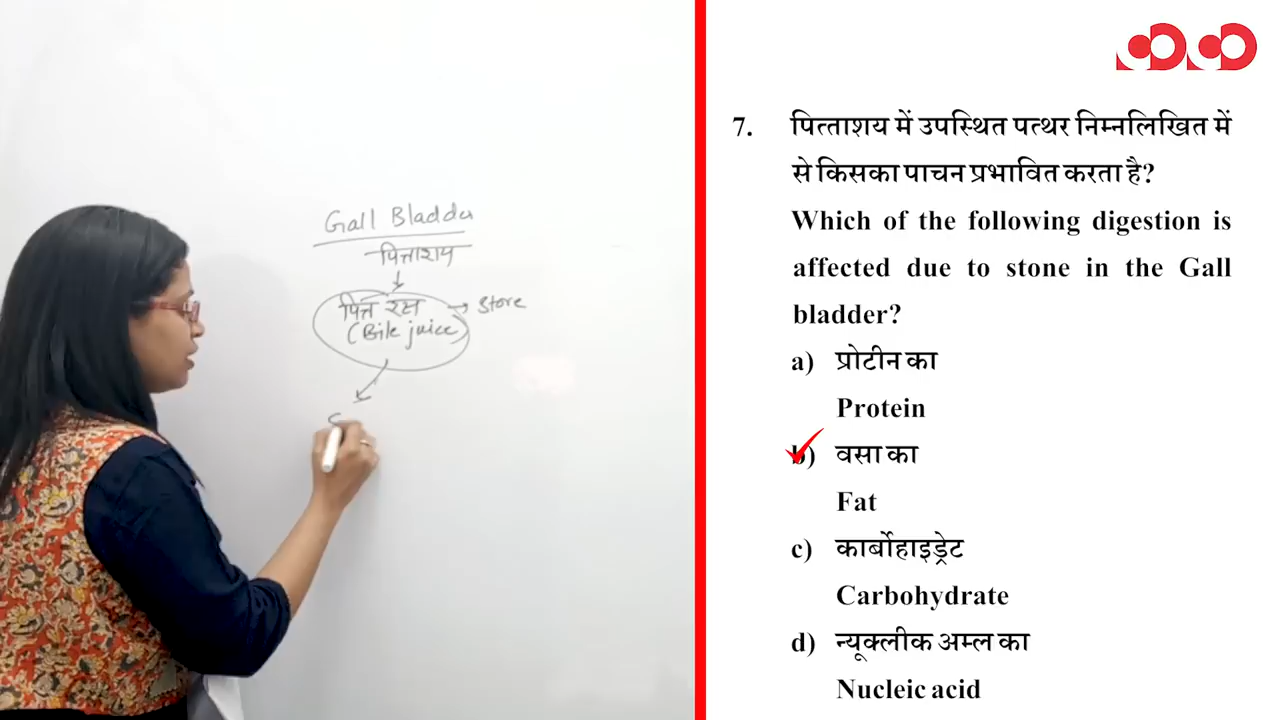 Gall Bladder
पित्ताशय
पित्त रस → Store
(Bile juice)
7. पित्ताशय में उपस्थित पत्थर निम्नलिखित में
से किसका पाचन प्रभावित करता है?
Which of the following digestion is
affected due to stone in the Gall
bladder?
a) प्रोटीन का
Protein
b) वसा का
Fat
c) कार्बोहाइड्रेट
Carbohydrate
d) न्यूक्लीक अम्ल का
Nucleic acid